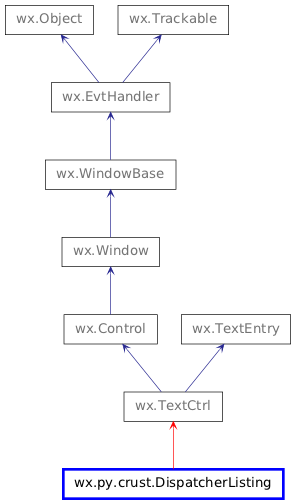 wx.Object
wx.Trackable
wx.EvtHandler
wx.WindowBase
wx.Window
wx.Control
wx.TextEntry
wx.TextCtrl
wx.py.crust.DispatcherListing